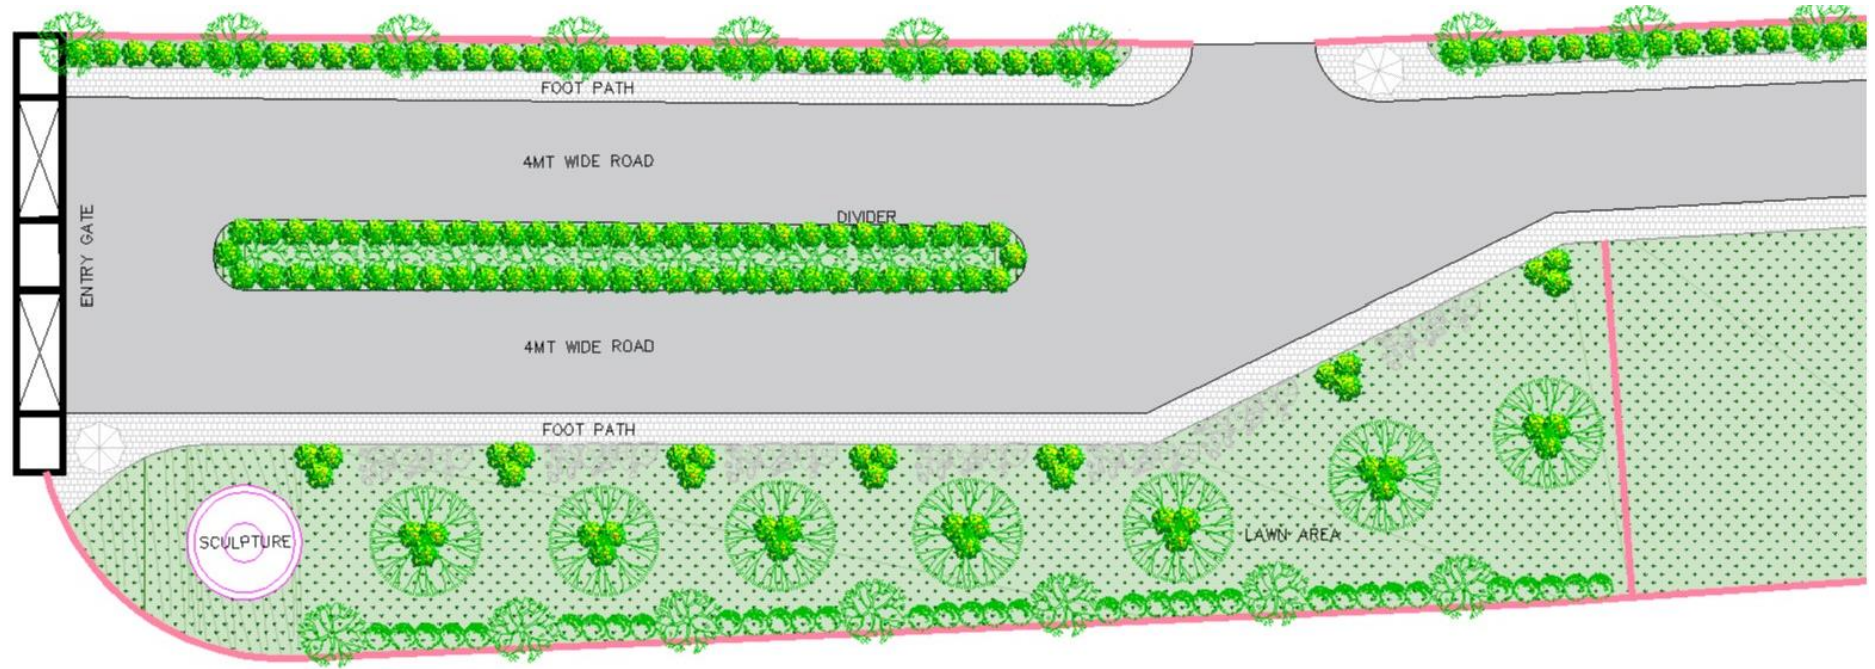 FOOT PATH
4MT WIDE ROAD
DIVIDER
ENTRY GATE
4MT WIDE ROAD
FOOT PATH
SCULPTURE
LAWN AREA